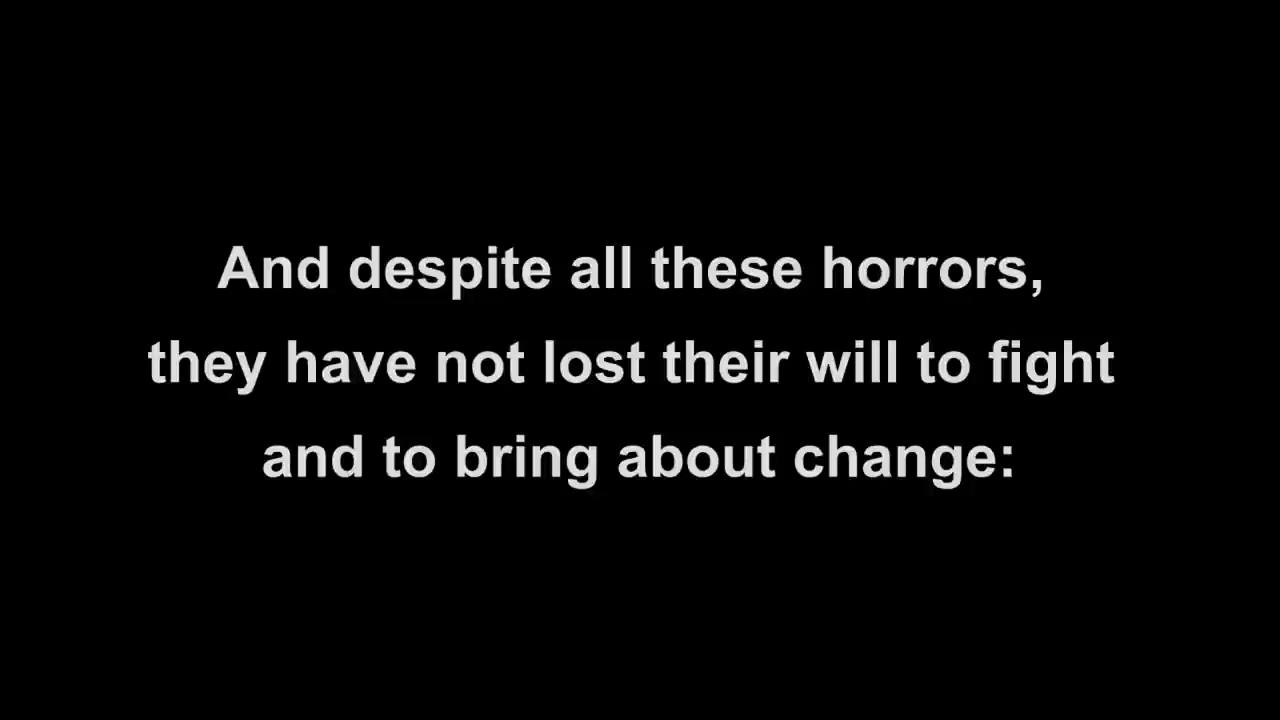 And despite all these horrors,
they have not lost their will to fight
and to bring about change: